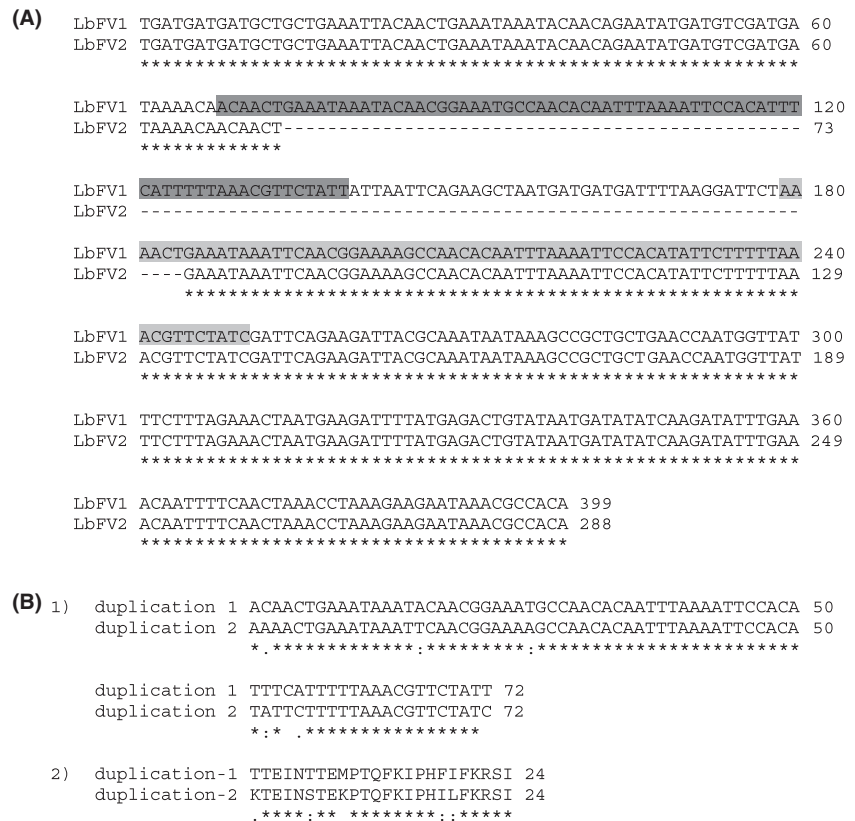 (A)
LbFV1 TGATGATGATGCTGCTGAAATTACAACTGAAATAAATACAACAGAATATGATGTCGATGA 60
LbFV2 TGATGATGATGCTGCTGAAATTACAACTGAAATAAATACAACAGAATATGATGTCGATGA 60
************************************************************
LbFV1 TAAAACAACAACTGAAATAAATACAACGGAAATGCCAACACAATTTAAAATTCCACATTT 120
LbFV2 TAAAACAACAACT----------------------------------------------- 73
*************
LbFV1 CATTTTTAAACGTTCTATTATTAATTCAGAAGCTAATGATGATGATTTTAAGGATTCTAA 180
LbFV2 ------------------------------------------------------------
LbFV1 AACTGAAATAAATTCAACGGAAAAGCCAACACAATTTAAAATTCCACATATTCTTTTTAA 240
LbFV2 ----GAAATAAATTCAACGGAAAAGCCAACACAATTTAAAATTCCACATATTCTTTTTAA 129
********************************************************
LbFV1 ACGTTCTATCGATTCAGAAGATTACGCAAATAATAAAGCCGCTGCTGAACCAATGGTTAT 300
LbFV2 ACGTTCTATCGATTCAGAAGATTACGCAAATAATAAAGCCGCTGCTGAACCAATGGTTAT 189
************************************************************
LbFV1 TTCTTTAGAAACTAATGAAGATTTTATGAGACTGTATAATGATATATCAAGATATTTGAA 360
LbFV2 TTCTTTAGAAACTAATGAAGATTTTATGAGACTGTATAATGATATATCAAGATATTTGAA 249
************************************************************
LbFV1 ACAATTTTCAACTAAACCTAAAGAAGAATAAACGCCACA 399
LbFV2 ACAATTTTCAACTAAACCTAAAGAAGAATAAACGCCACA 288
***************************************
(B) 1) duplication 1 ACAACTGAAATAAATACAACGGAAATGCCAACACAATTTAAAATTCCACA 50
duplication 2 AAAACTGAAATAAATTCAACGGAAAAGCCAACACAATTTAAAATTCCACA 50
*.*************:*********:************************
duplication 1 TTTCATTTTTAAACGTTCTATT 72
duplication 2 TATTCTTTTTAAACGTTCTATC 72
*:* .****************
2) duplication-1 TTEINTTEMPTQFKIPHFIFKRSI 24
duplication-2 KTEINSTEKPTQFKIPHILFKRSI 24
.****:** ********::*****